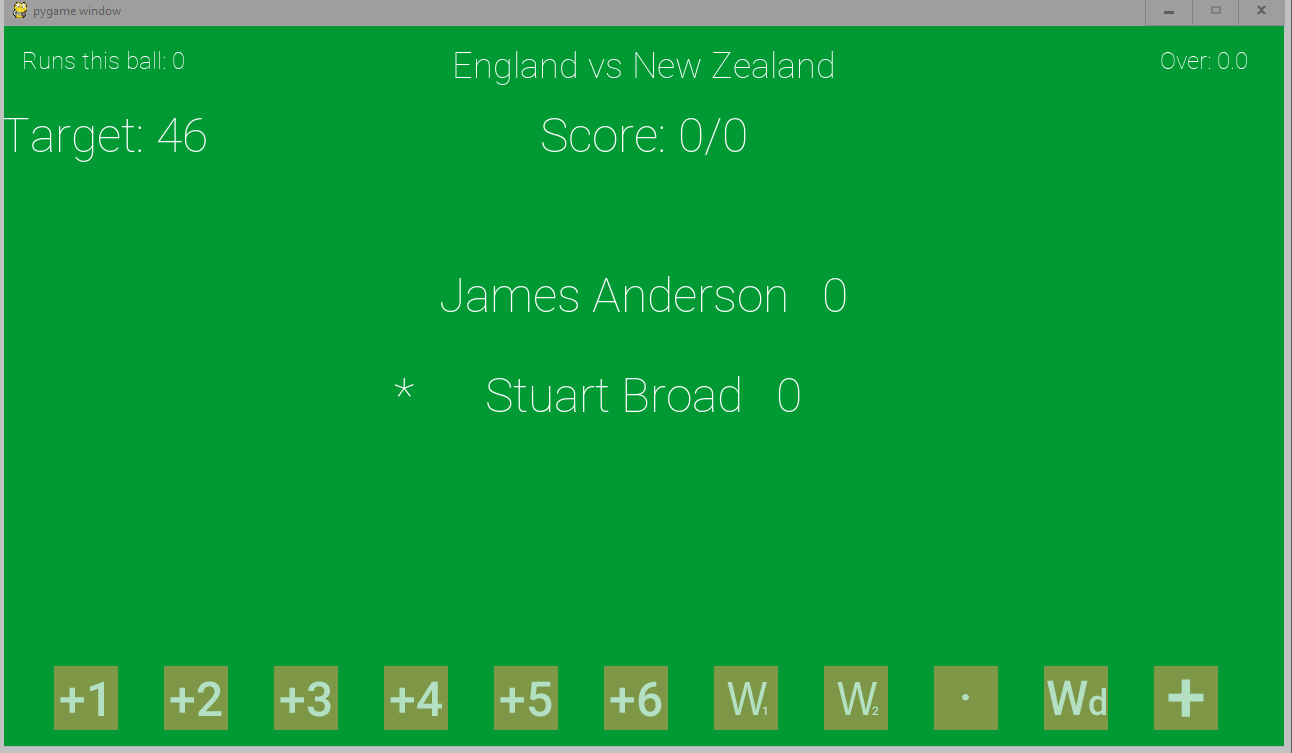 pygame window
Runs this ball: 0
England vs New Zealand
Over: 0.0
Target: 46
Score: 0/0
James Anderson 0
* Stuart Broad 0
+1 +2 +3 +4 +5 +6 W1 W2 · Wd +